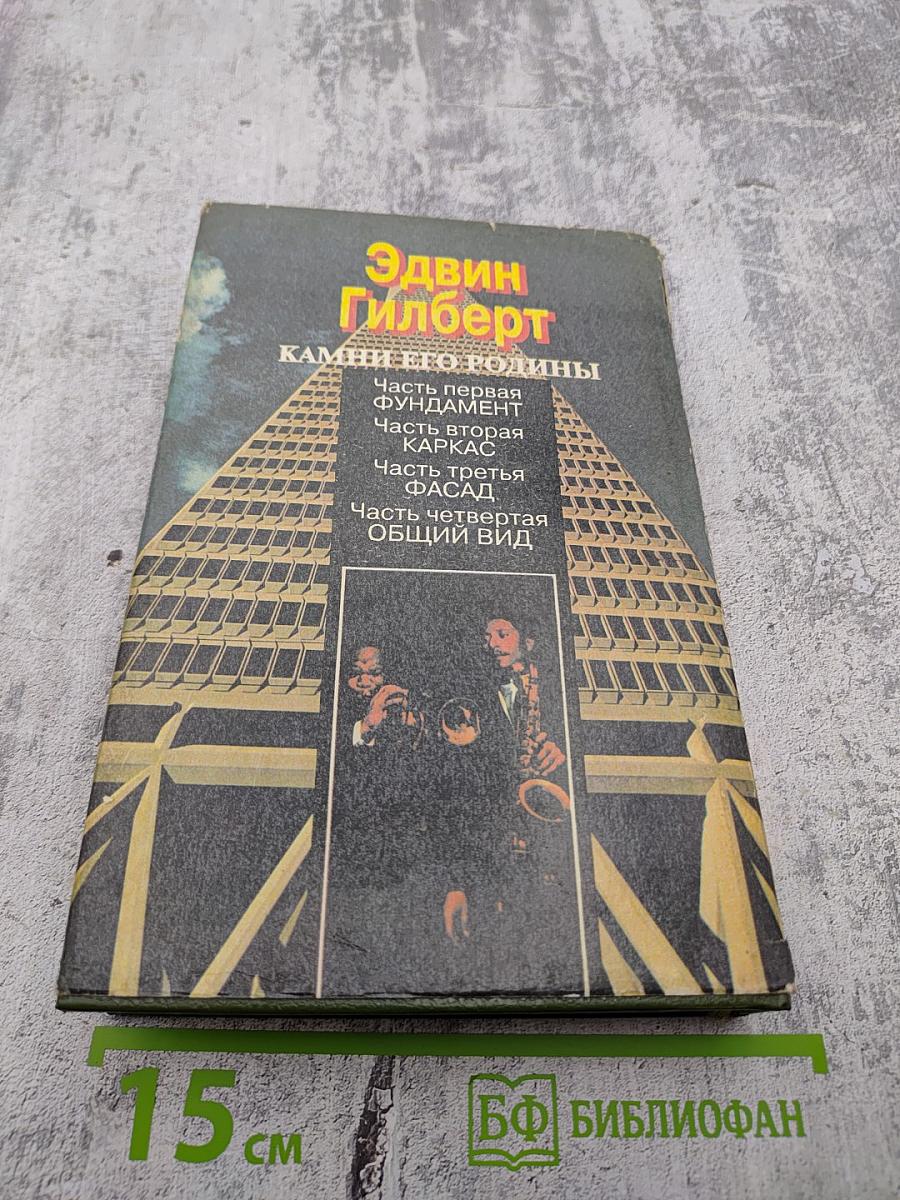 Эдвин
Гилберт
КАМНИ ЕГО РОДИНЫ
Часть первая
ФУНДАМЕНТ
Часть вторая
КАРКАС
Часть третья
ФАСАД
Часть четвертая
ОБЩИЙ ВИД
15 см
БФ БИБЛИОФАН